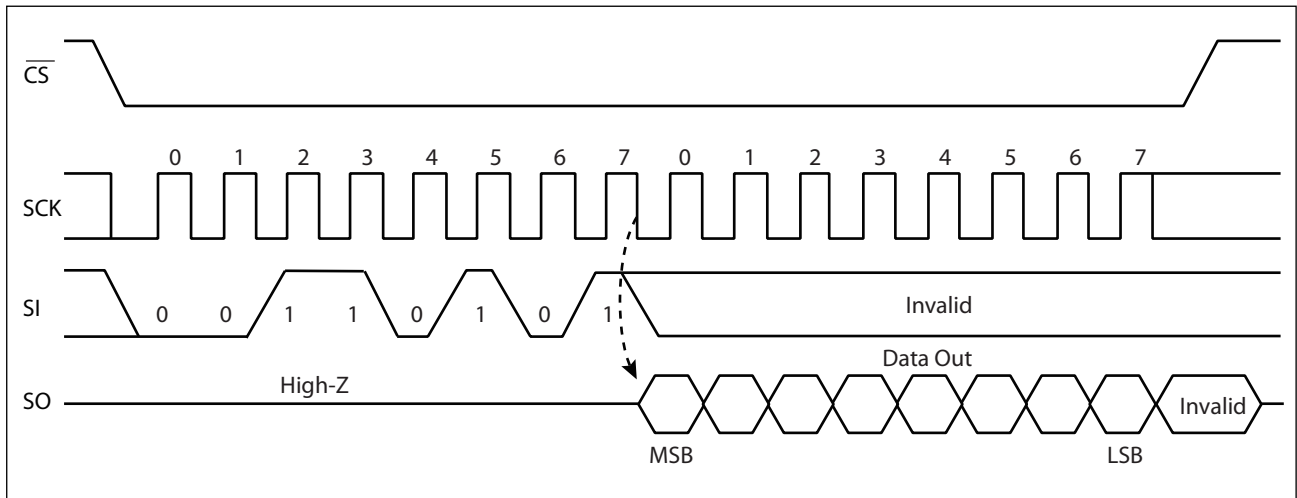 C̅S̅
0 1 2 3 4 5 6 7 0 1 2 3 4 5 6 7
SCK
SI 0 0 1 1 0 1 0 1 Invalid
Data Out
High-Z
SO Invalid
MSB LSB